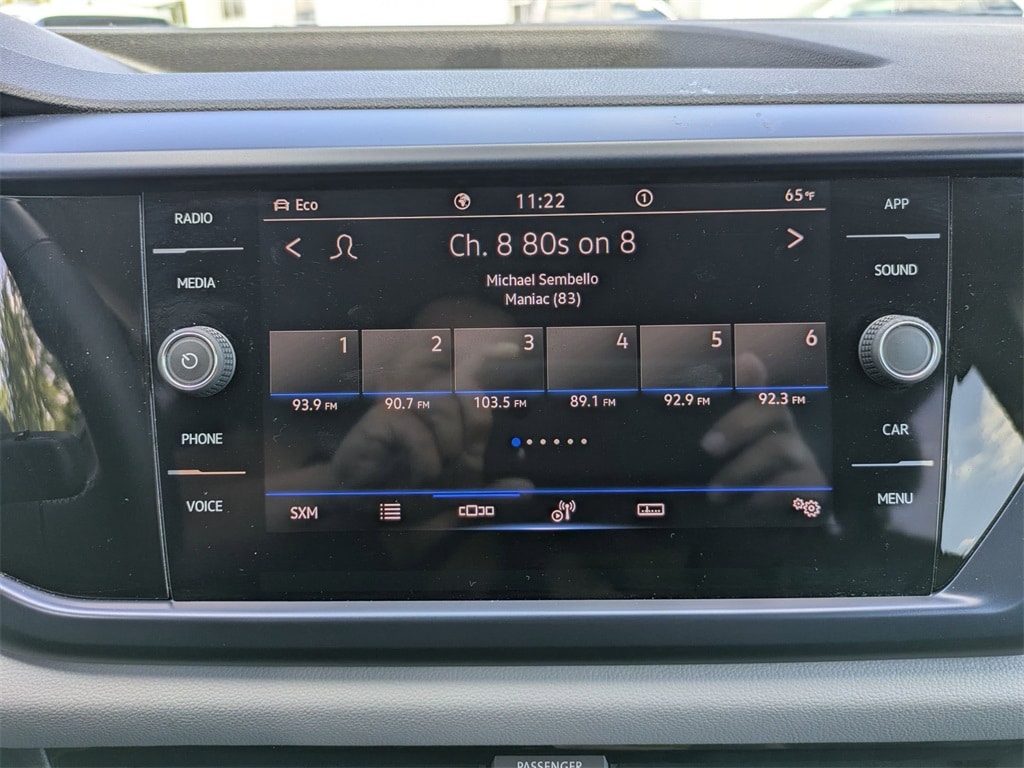 Eco 11:22 1 65°F
RADIO
MEDIA
PHONE
VOICE
< Ch. 8 80s on 8 >
Michael Sembello
Maniac (83)
1 2 3 4 5 6
93.9 FM 90.7 FM 103.5 FM 89.1 FM 92.9 FM 92.3 FM
SXM
APP
SOUND
CAR
MENU
PASSENGER